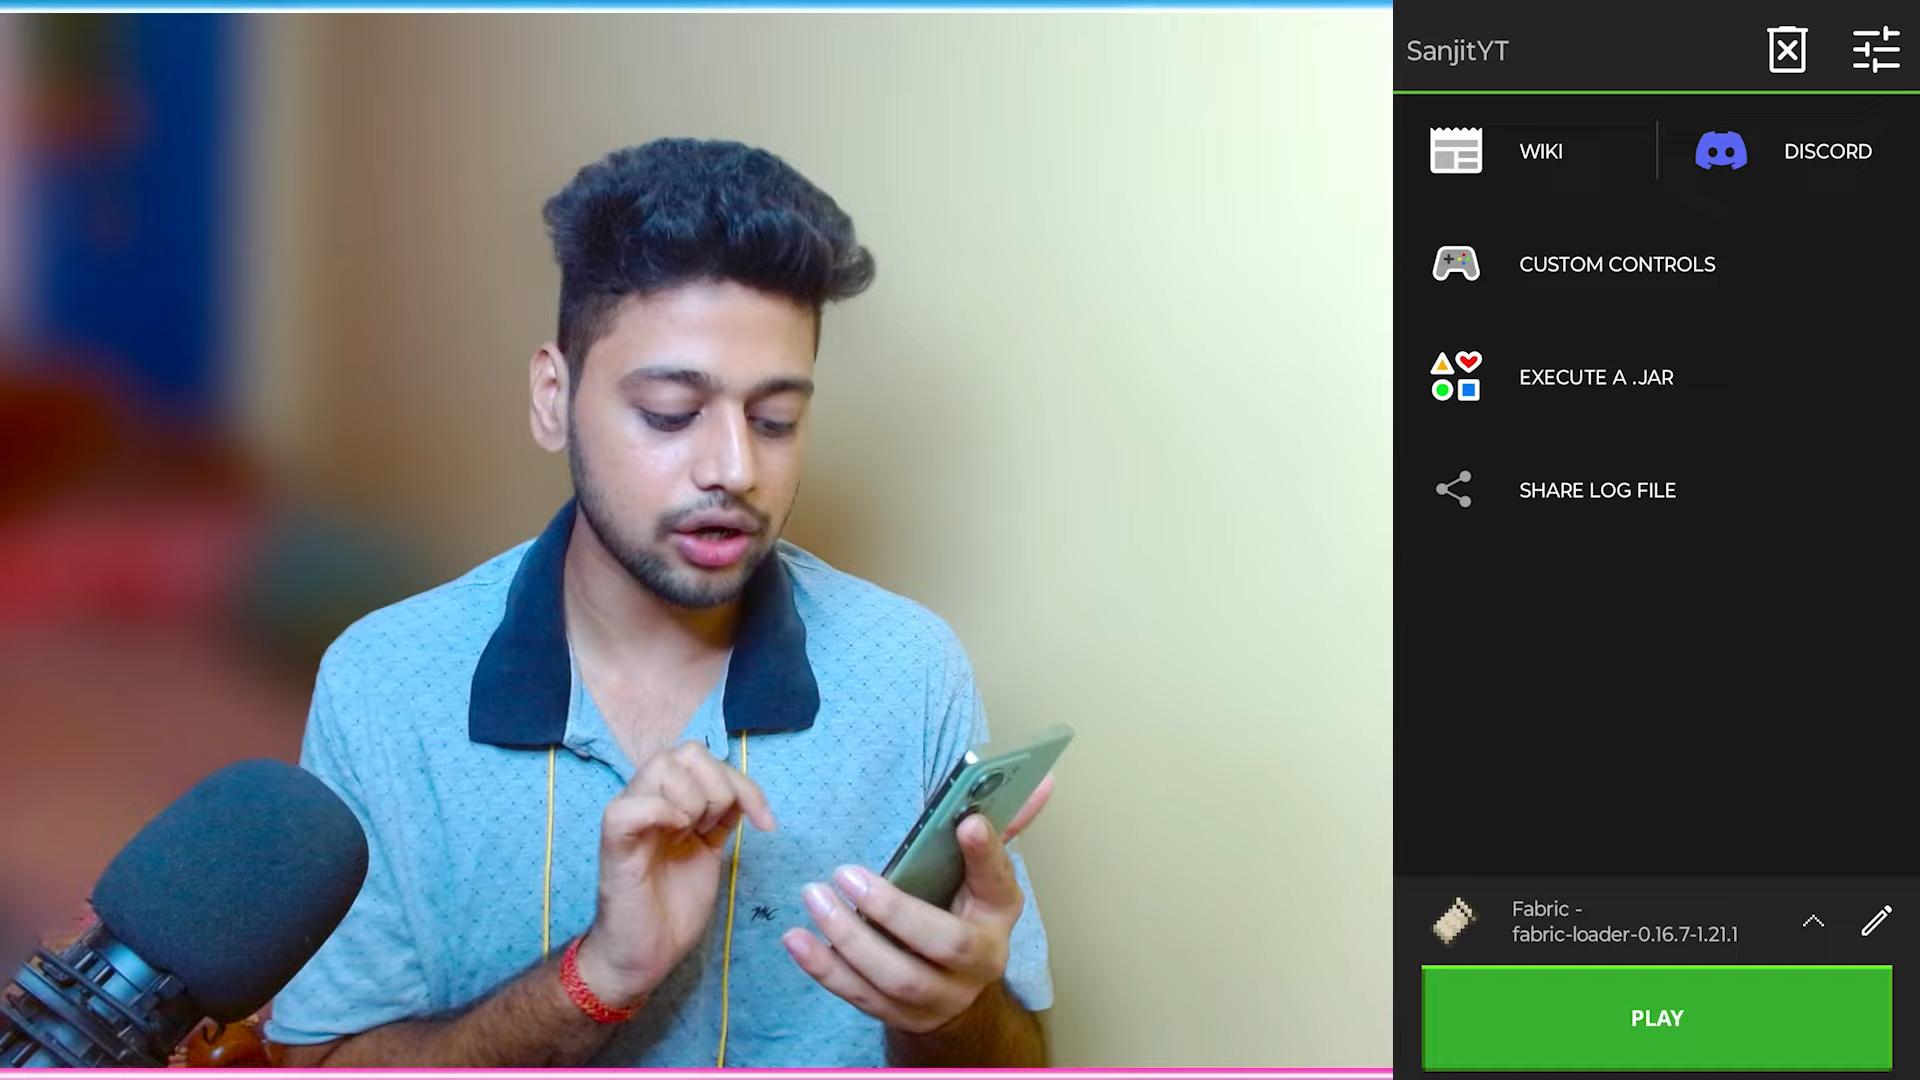 SanjitYT
WIKI
DISCORD
CUSTOM CONTROLS
EXECUTE A .JAR
SHARE LOG FILE
Fabric -
fabric-loader-0.16.7-1.21.1
PLAY